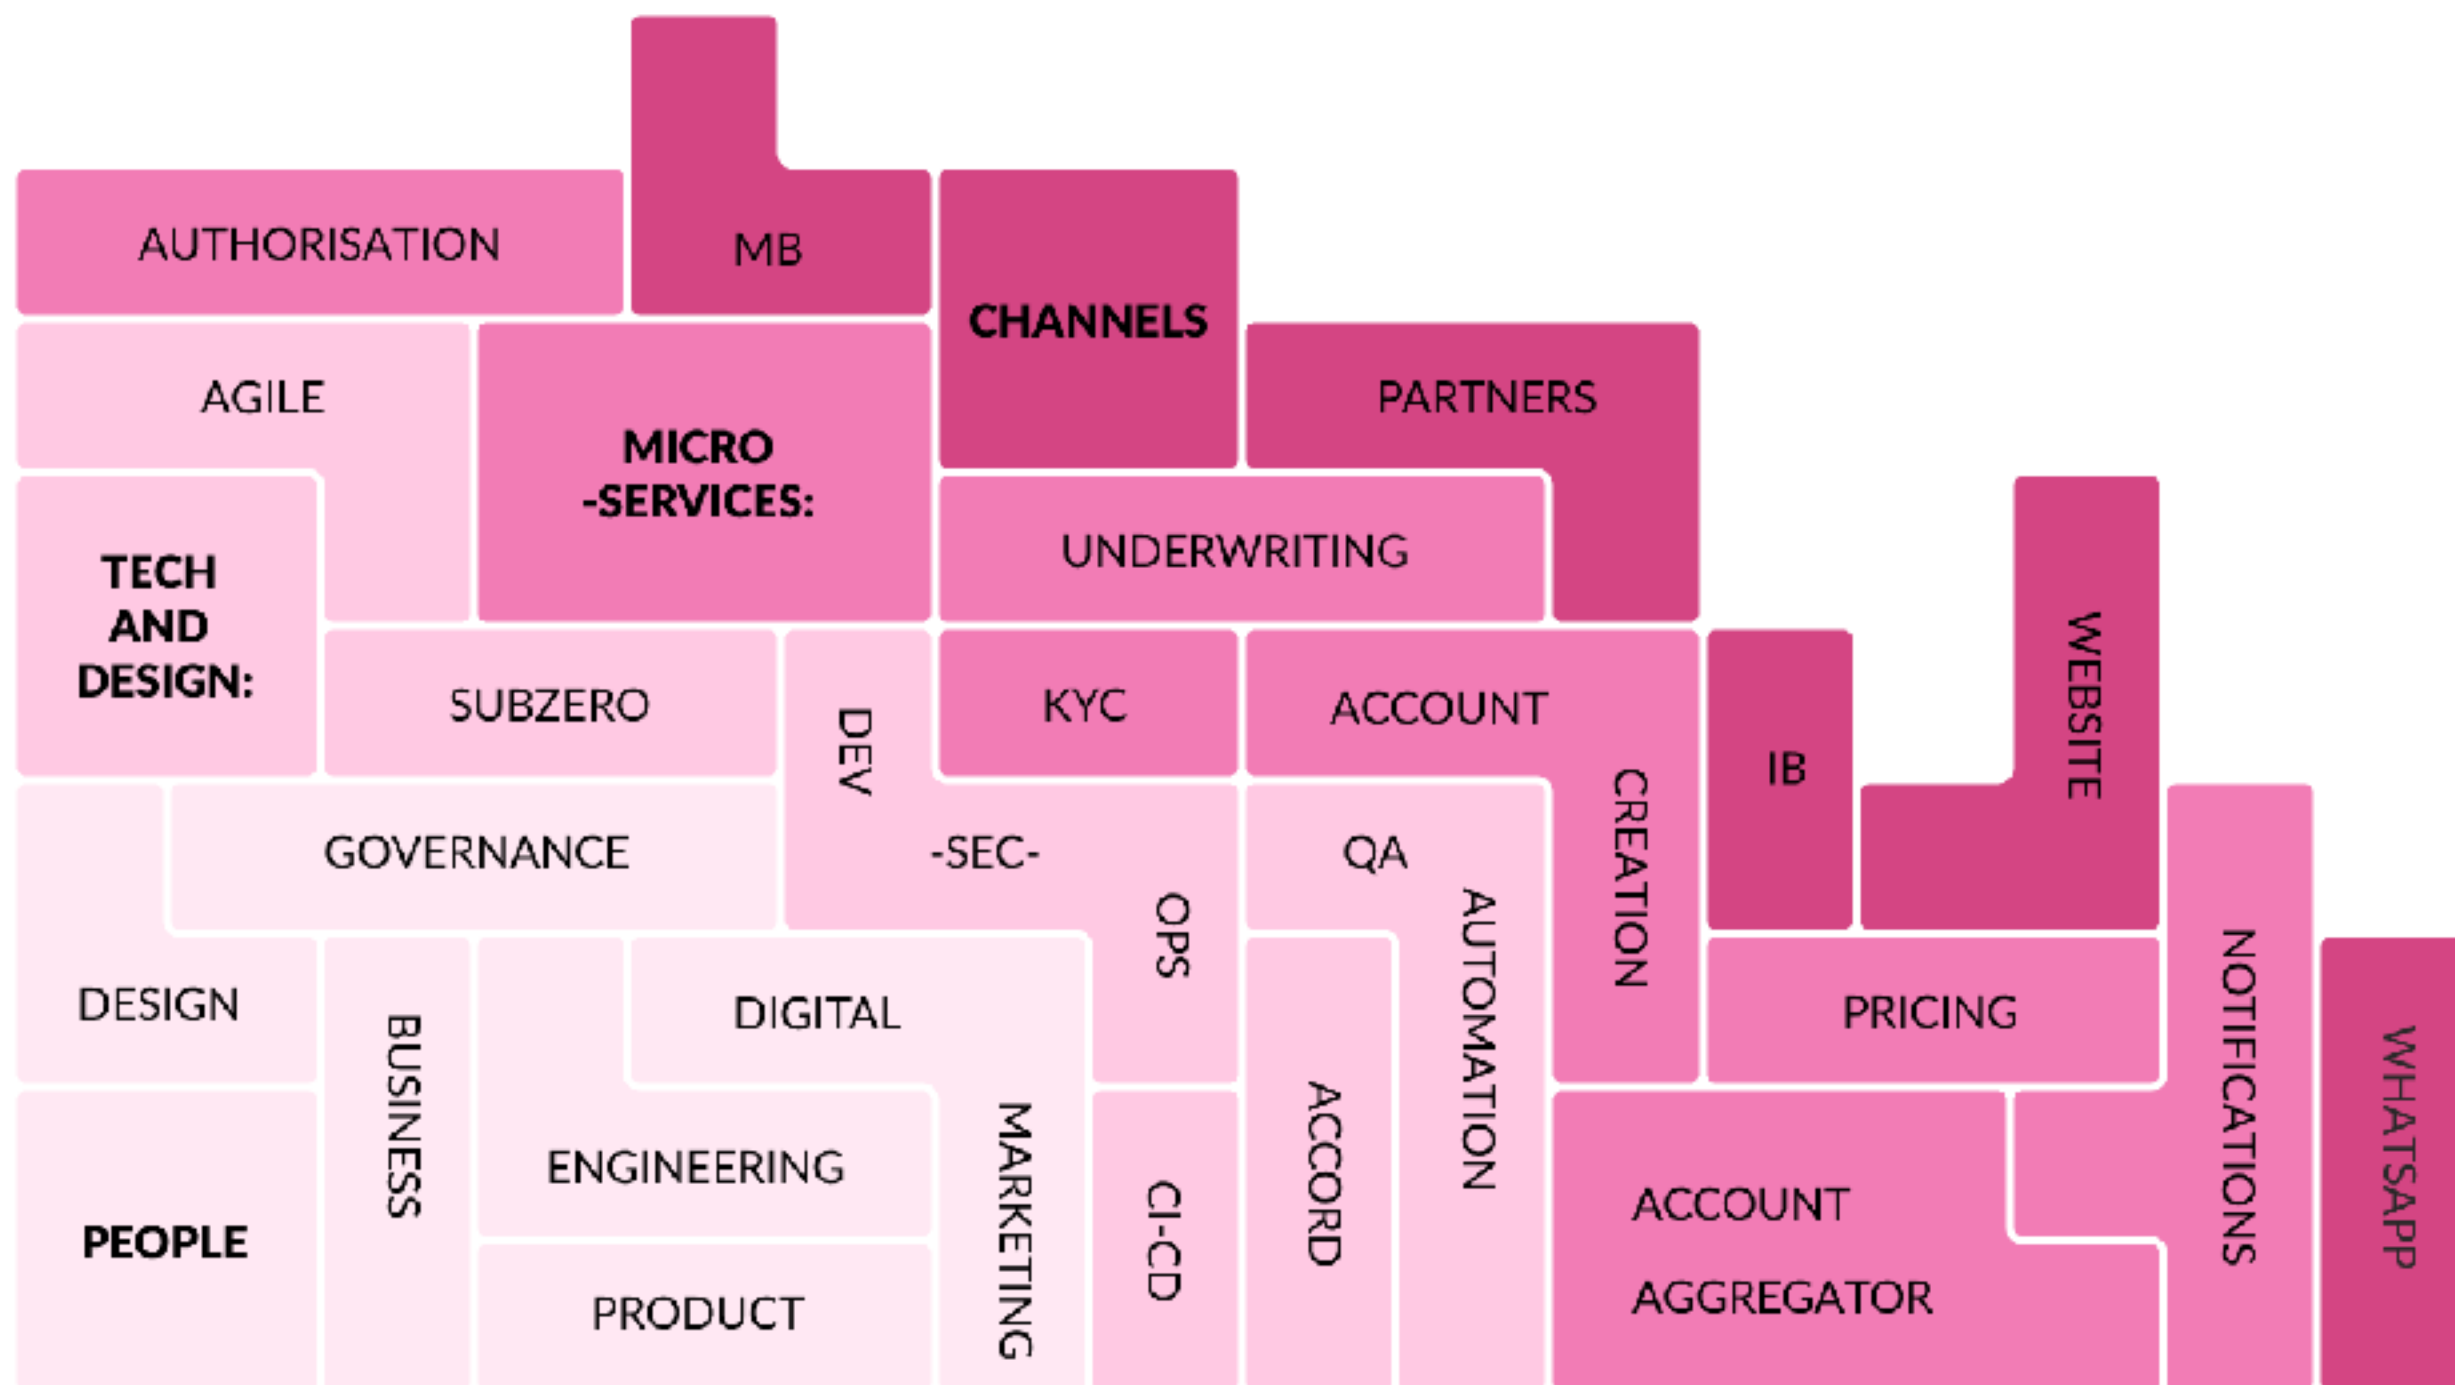 AUTHORISATION
MB
CHANNELS
AGILE
MICRO
-SERVICES:
PARTNERS
UNDERWRITING
TECH
AND
DESIGN:
SUBZERO
DEV
-SEC-
OPS
KYC
ACCOUNT
CREATION
IB
WEBSITE
GOVERNANCE
QA
AUTOMATION
DESIGN
BUSINESS
DIGITAL
MARKETING
ACCORD
PRICING
NOTIFICATIONS
WHATSAPP
PEOPLE
ENGINEERING
CI-CD
ACCOUNT
AGGREGATOR
PRODUCT